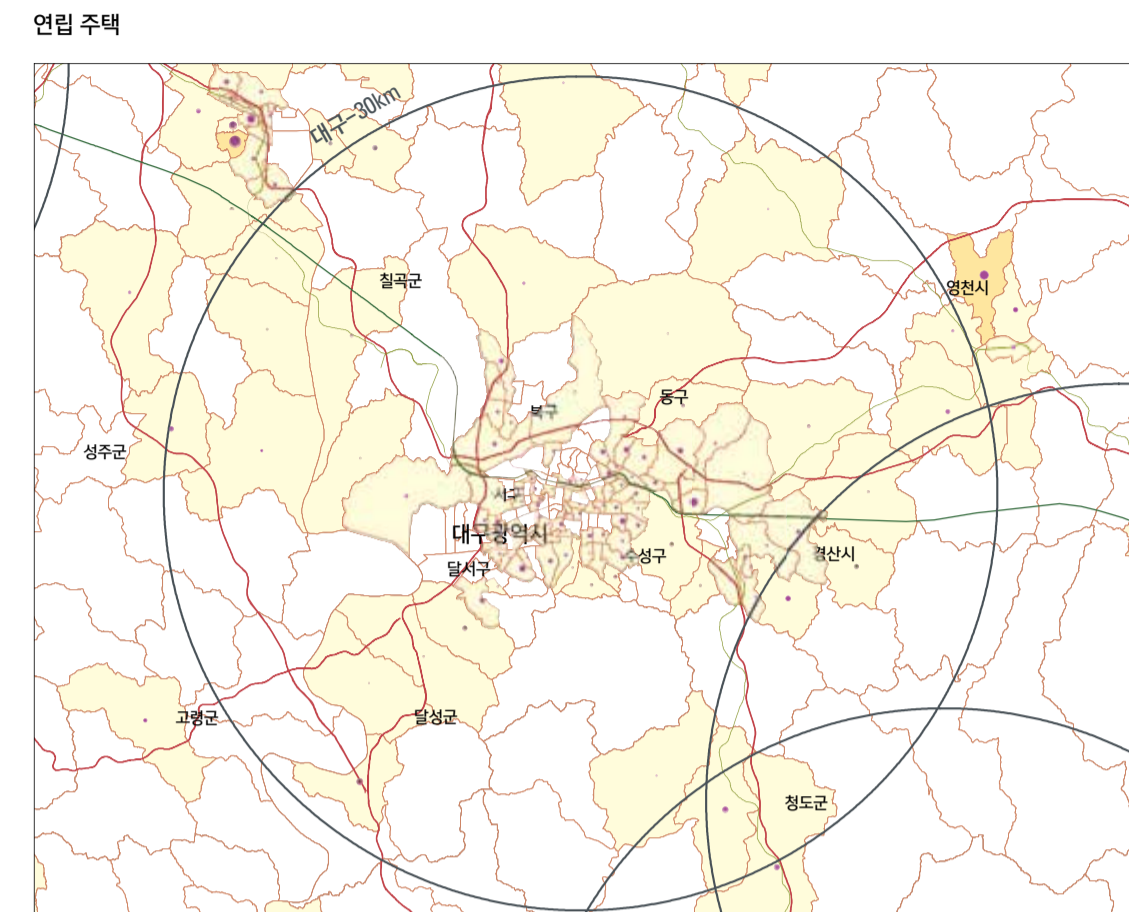 연립 주택
대구-30km
칠곡군
영천시
동구
북구
성주군
서구
대구광역시
수성구
경산시
달서구
고령군
달성군
청도군